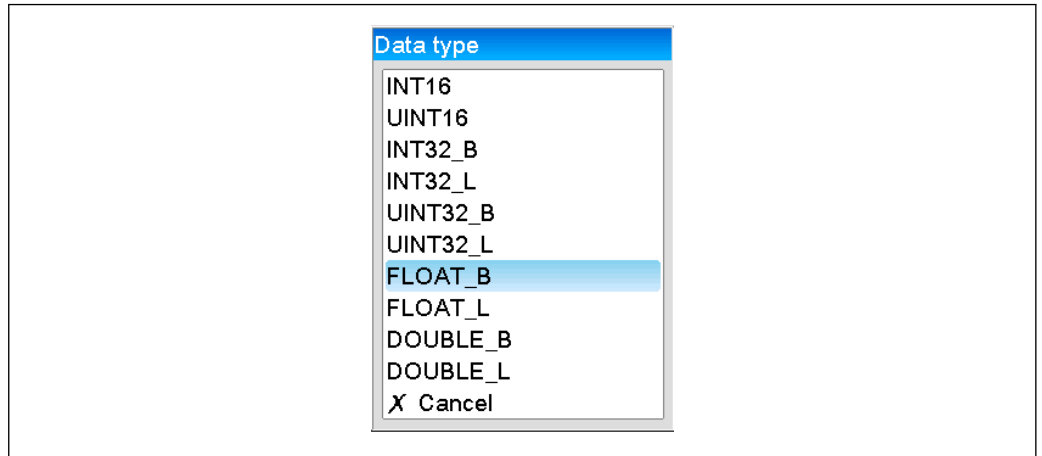 Data type
INT16
UINT16
INT32_B
INT32_L
UINT32_B
UINT32_L
FLOAT_B
FLOAT_L
DOUBLE_B
DOUBLE_L
X Cancel